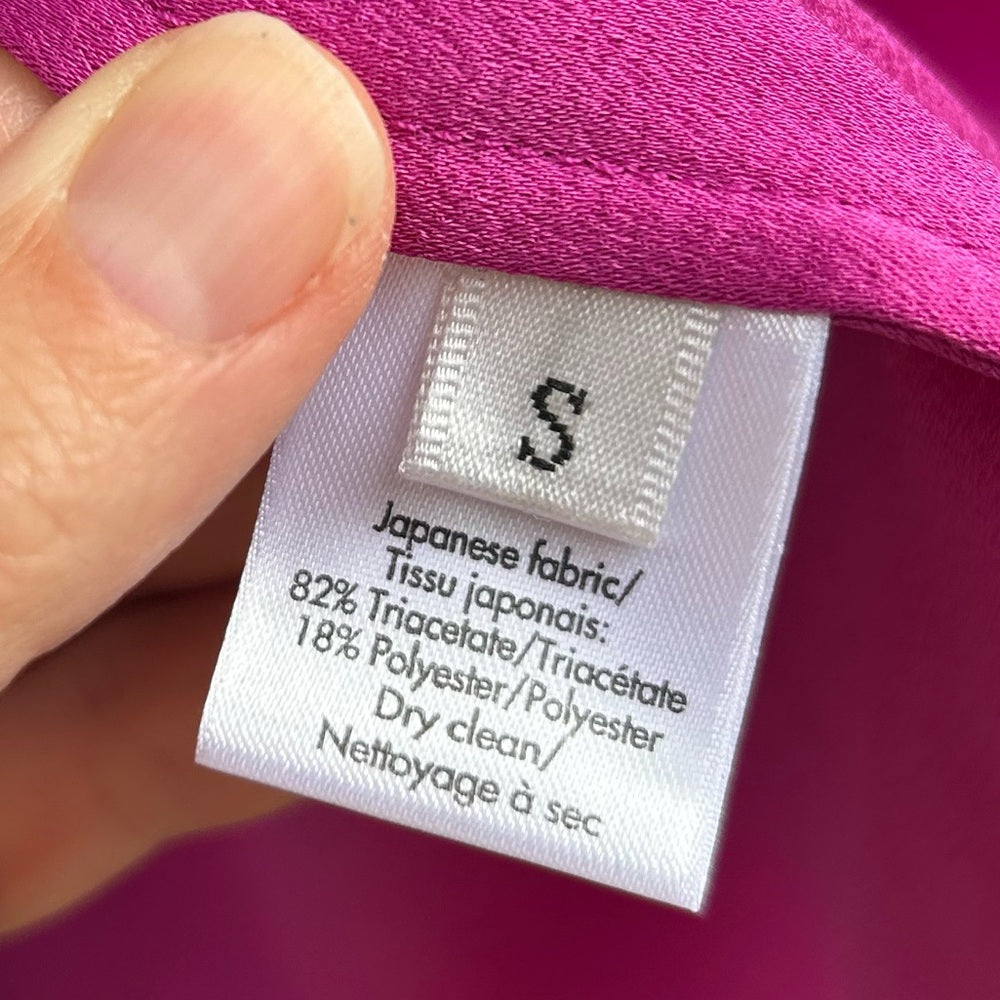 S
Japanese fabric/
Tissu japonais:
82% Triacetate/Triacétate
18% Polyester/Polyester
Dry clean/
Nettoyage à sec